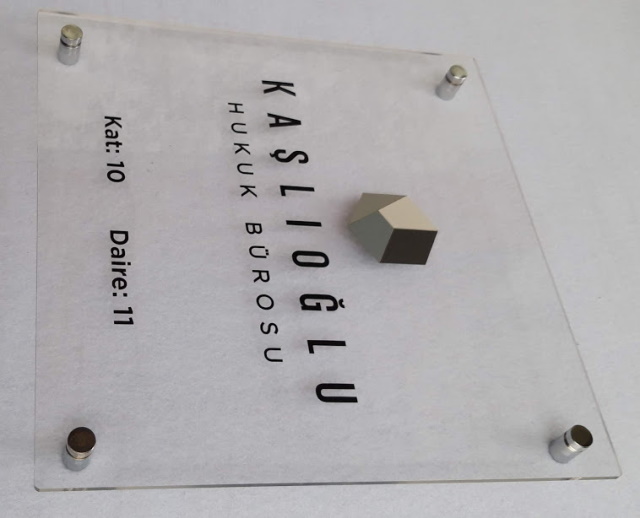 KAŞLIOĞLU
HUKUK BÜROSU
Kat: 10 Daire: 11